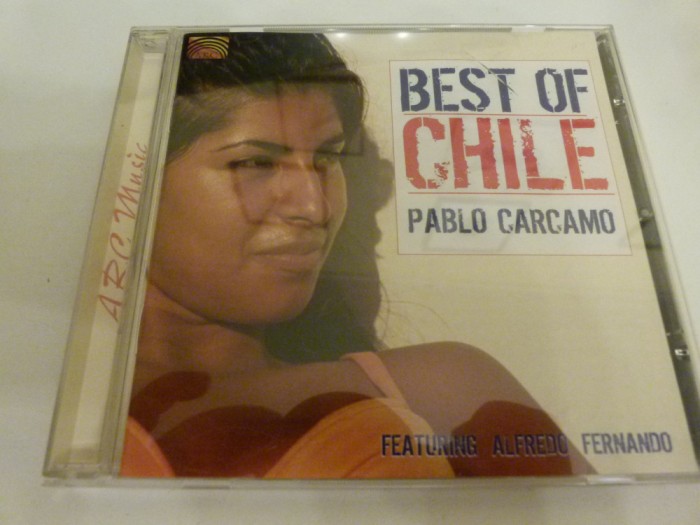 BEST OF
CHILE
PABLO CARCAMO
ARC Music
FEATURING ALFREDO FERNANDO